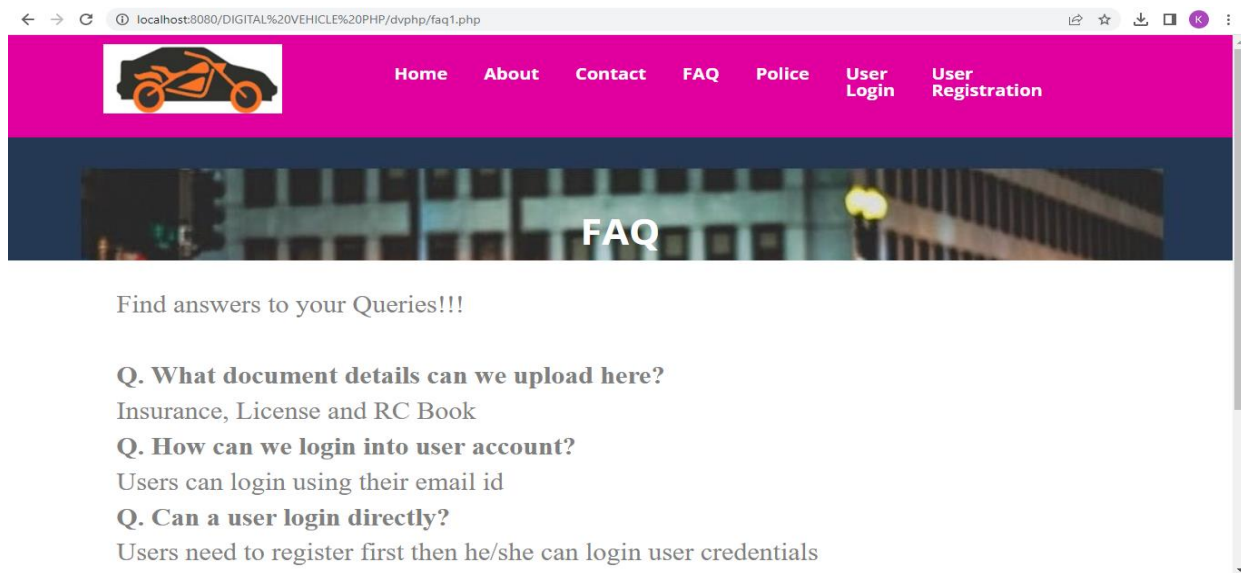 localhost:8080/DIGITAL%20VEHICLE%20PHP/dvphp/faq1.php
K
Home About Contact FAQ Police User Login User Registration
FAQ
Find answers to your Queries!!!
Q. What document details can we upload here?
Insurance, License and RC Book
Q. How can we login into user account?
Users can login using their email id
Q. Can a user login directly?
Users need to register first then he/she can login user credentials